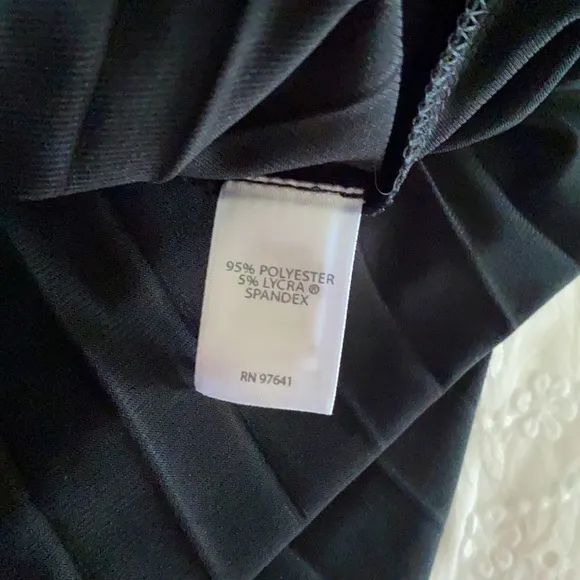 95% POLYESTER
5% LYCRA ®
SPANDEX
RN 97641